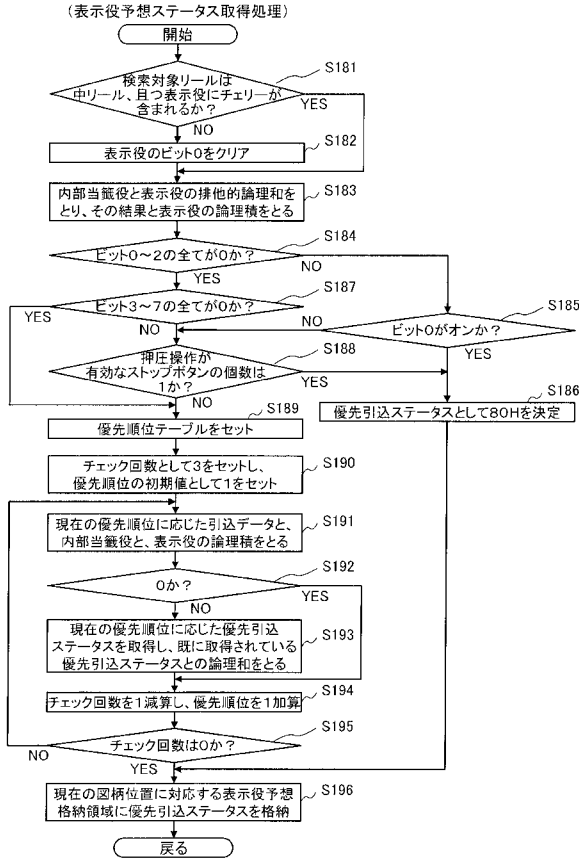 (表示役予想ステータス取得処理)
開始
S181
検索対象リールは
中リール、且つ表示役にチェリーが
含まれるか?
YES
NO
S182
表示役のビット0をクリア
S183
内部当籤役と表示役の排他的論理和を
とり、その結果と表示役の論理積をとる
S184
ビット0～2の全てが0か?
NO
YES
S187
ビット3～7の全てが0か?
YES
NO
S185
ビット0がオンか?
NO
YES
S188
押圧操作が
有効なストップボタンの個数は
1か?
YES
NO
S186
優先引込ステータスとして80Hを決定
S189
優先順位テーブルをセット
S190
チェック回数として3をセットし、
優先順位の初期値として1をセット
S191
現在の優先順位に応じた引込データと、
内部当籤役と、表示役の論理積をとる
S192
0か?
YES
NO
S193
現在の優先順位に応じた優先引込
ステータスを取得し、既に取得されている
優先引込ステータスとの論理和をとる
S194
チェック回数を1減算し、優先順位を1加算
S195
チェック回数は0か?
NO
YES
S196
現在の図柄位置に対応する表示役予想
格納領域に優先引込ステータスを格納
戻る